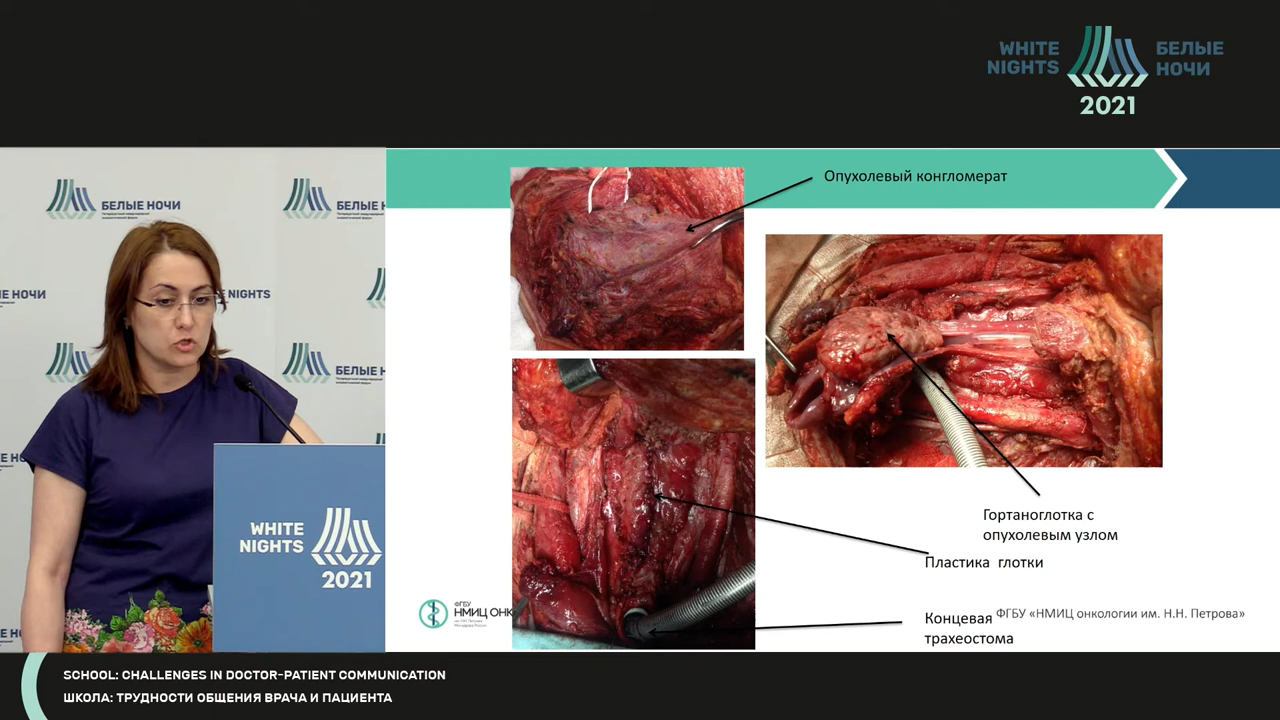 WHITE
NIGHTS
БЕЛЫЕ
НОЧИ
2021
БЕЛЫЕ НОЧИ
БЕЛЫЕ НО
Е НОЧИ
NIGHTS
БЕЛЫЕ Н
WHITE
NIGHTS
2021
Опухолевый конгломерат
Гортаноглотка с
опухолевым узлом
Пластика глотки
Концевая
трахеостома
ФГБУ
НМИЦ ОНК
ФГБУ «НМИЦ онкологии им. Н.Н. Петрова»
SCHOOL: CHALLENGES IN DOCTOR-PATIENT COMMUNICATION
ШКОЛА: ТРУДНОСТИ ОБЩЕНИЯ ВРАЧА И ПАЦИЕНТА